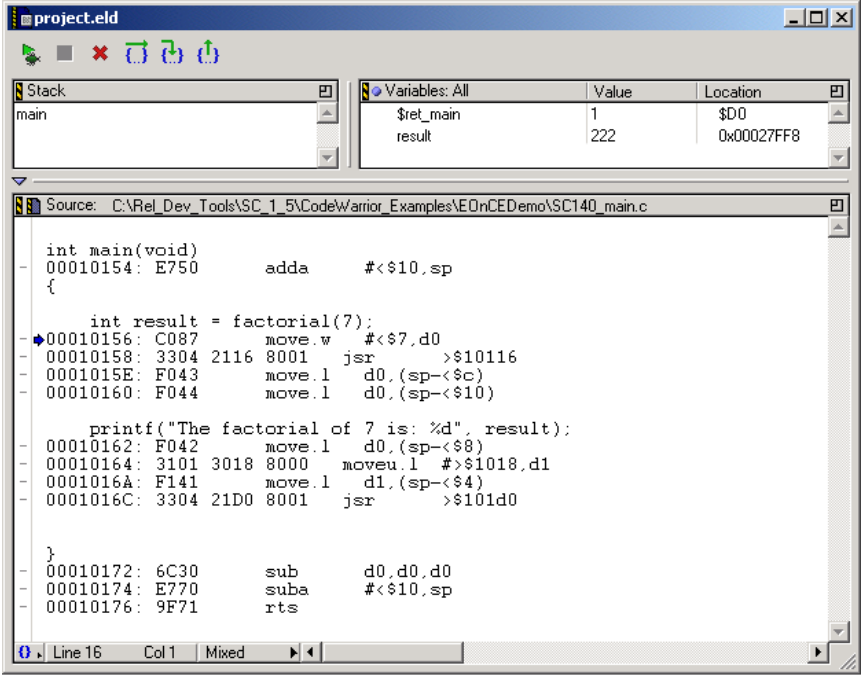 project.eld
Stack
main
Variables: All Value Location
$ret_main 1 $D0
result 222 0x00027FF8
Source: C:\Rel_Dev_Tools\SC_1_5\CodeWarrior_Examples\EOnCEDemo\SC140_main.c
int main(void)
00010154: E750 adda #<$10,sp
{
int result = factorial(7);
00010156: C087 move.w #<$7,d0
00010158: 3304 2116 8001 jsr >$10116
0001015E: F043 move.l d0,(sp-<$c)
00010160: F044 move.l d0,(sp-<$10)
printf("The factorial of 7 is: %d", result);
00010162: F042 move.l d0,(sp-<$8)
00010164: 3101 3018 8000 moveu.l #>$1018,d1
0001016A: F141 move.l d1,(sp-<$4)
0001016C: 3304 21D0 8001 jsr >$101d0
}
00010172: 6C30 sub d0,d0,d0
00010174: E770 suba #<$10,sp
00010176: 9F71 rts
Line 16 Col 1 Mixed